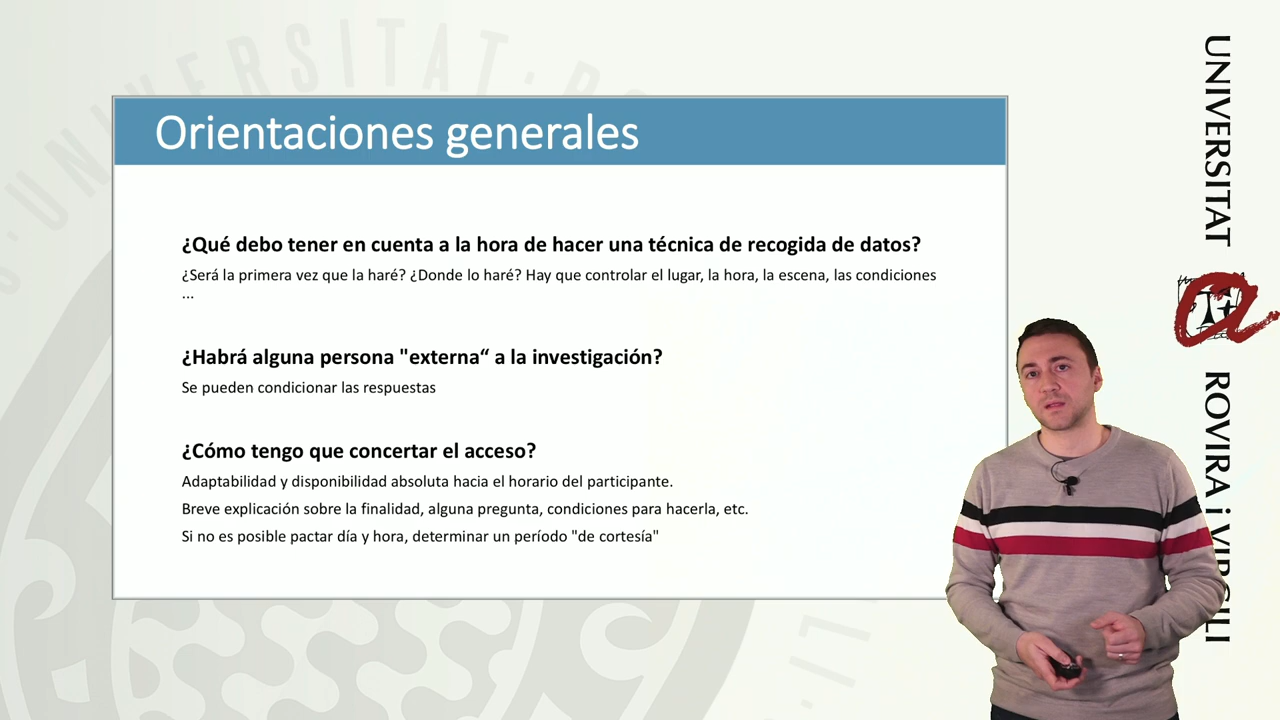 Orientaciones generales
¿Qué debo tener en cuenta a la hora de hacer una técnica de recogida de datos?
¿Será la primera vez que la haré? ¿Donde lo haré? Hay que controlar el lugar, la hora, la escena, las condiciones
...
¿Habrá alguna persona "externa“ a la investigación?
Se pueden condicionar las respuestas
¿Cómo tengo que concertar el acceso?
Adaptabilidad y disponibilidad absoluta hacia el horario del participante.
Breve explicación sobre la finalidad, alguna pregunta, condiciones para hacerla, etc.
Si no es posible pactar día y hora, determinar un período "de cortesía"
UNIVERSITAT
ROVIRA i VIRGILI